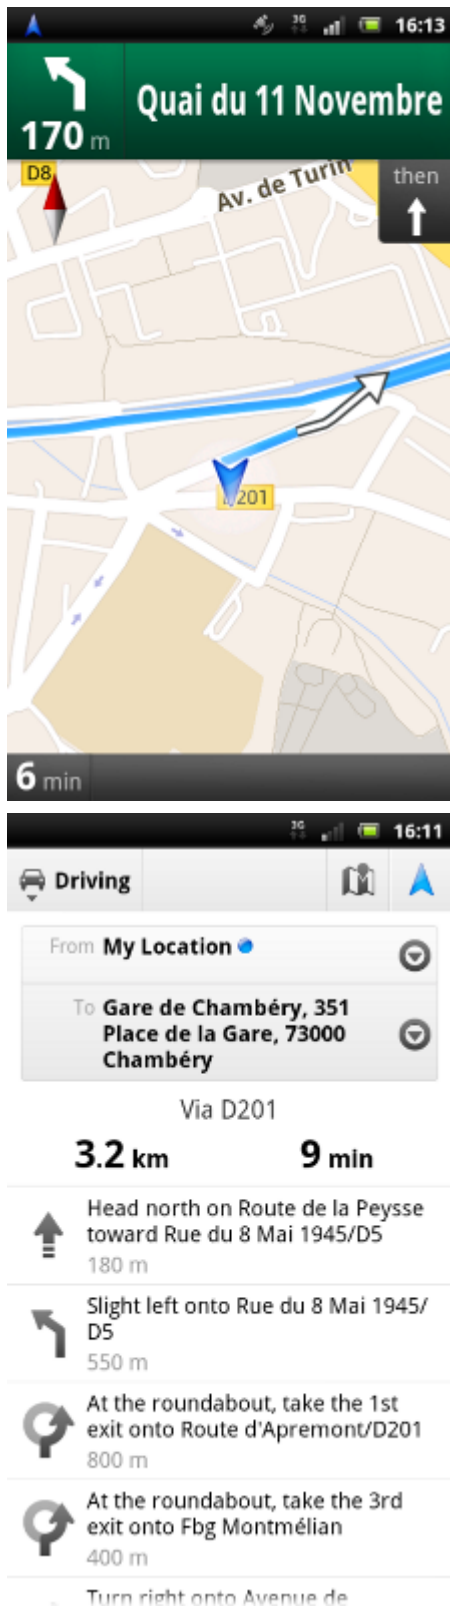 3G
16:13
170 m
Quai du 11 Novembre
D8
Av. de Turin
then
201
6 min
3G
16:11
Driving
From My Location
To Gare de Chambéry, 351
Place de la Gare, 73000
Chambéry
Via D201
3.2 km
9 min
Head north on Route de la Peysse
toward Rue du 8 Mai 1945/D5
180 m
Slight left onto Rue du 8 Mai 1945/
D5
550 m
At the roundabout, take the 1st
exit onto Route d'Apremont/D201
800 m
At the roundabout, take the 3rd
exit onto Fbg Montmélian
400 m
Turn right onto Avenue de